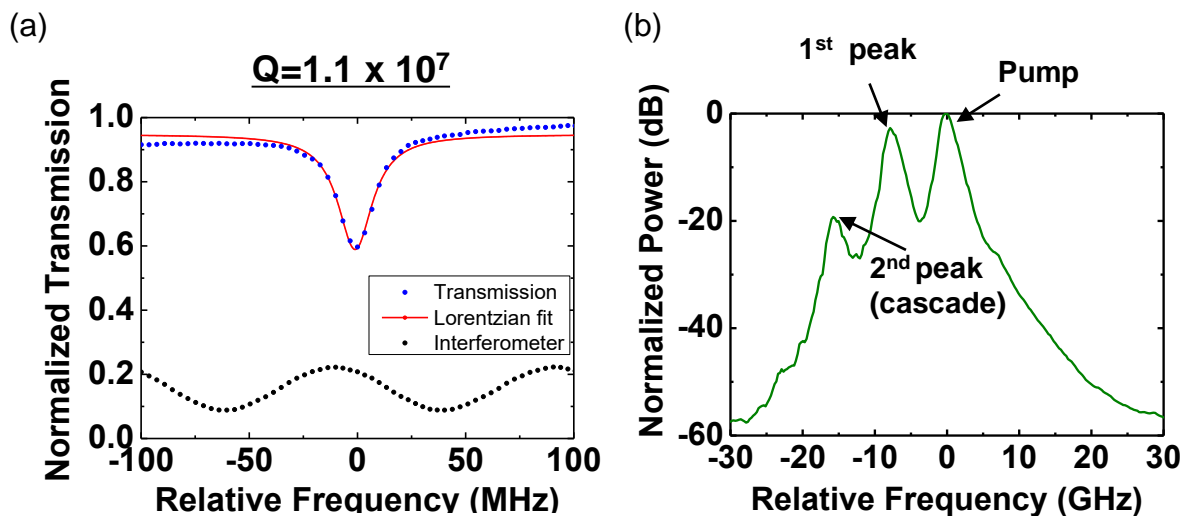 (a)
Q=1.1 x 10⁷
Normalized Transmission
1.0
0.8
0.6
0.4
0.2
0.0
Transmission
Lorentzian fit
Interferometer
-100
-50
0
50
100
Relative Frequency (MHz)
(b)
1st peak
Pump
2nd peak
(cascade)
Normalized Power (dB)
0
-20
-40
-60
-30
-20
-10
0
10
20
30
Relative Frequency (GHz)